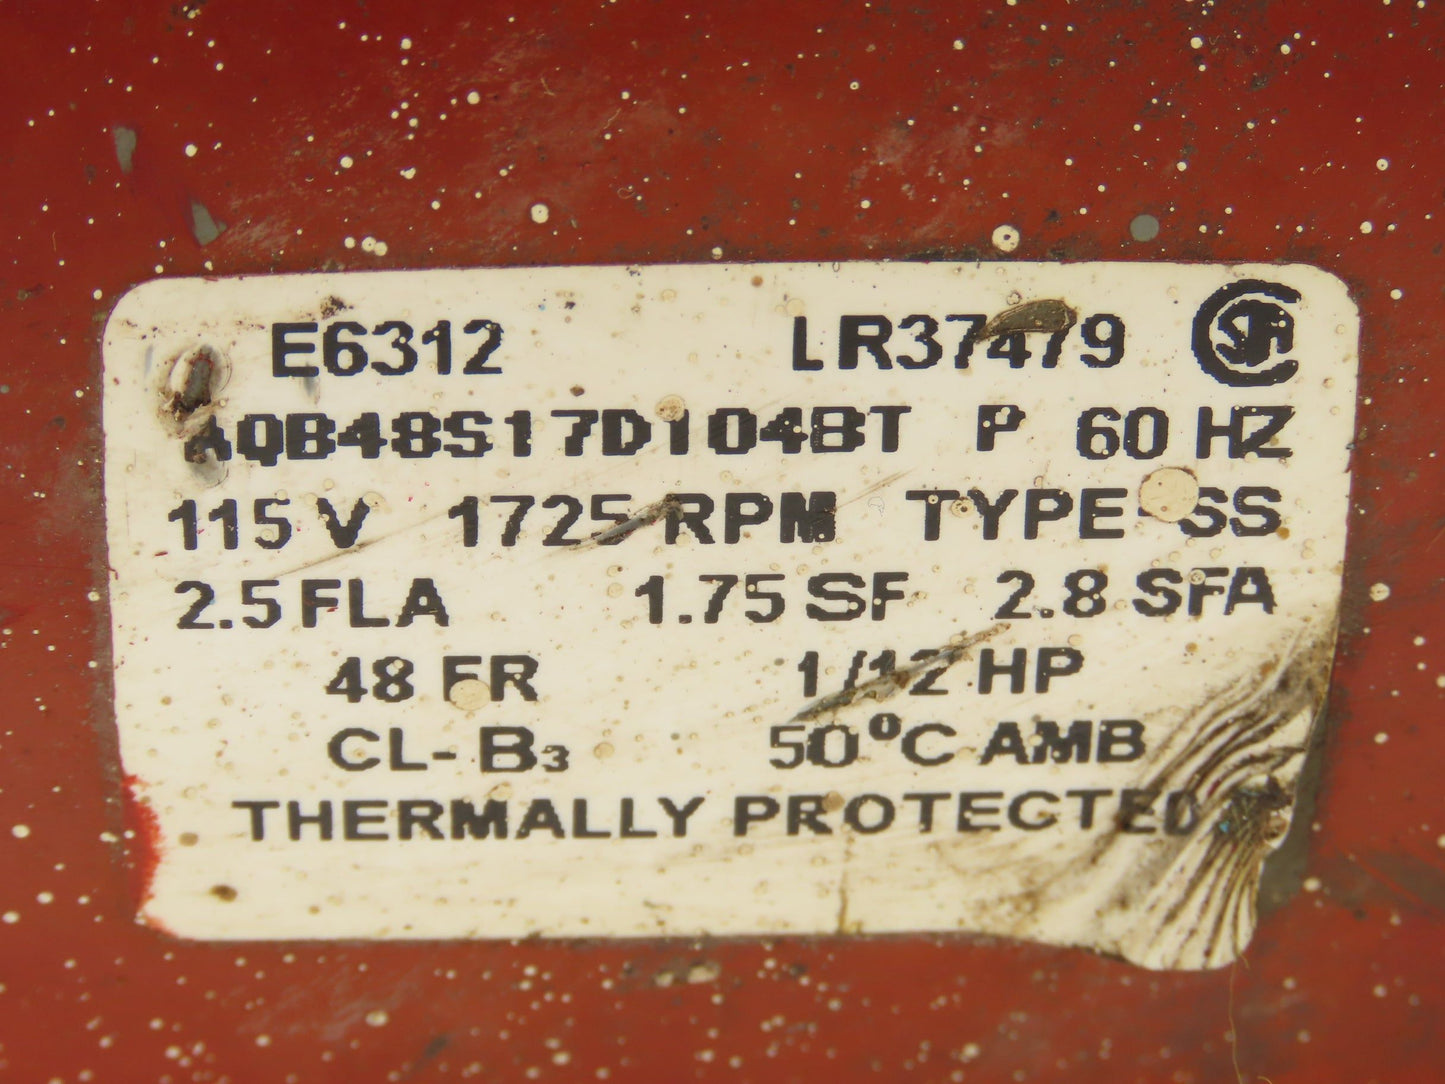 E6312 LR37479 CSA
AQB48S17D104BT P 60 HZ
115 V 1725 RPM TYPE-SS
2.5 FLA 1.75 SF 2.8 SFA
48 FR 1/12 HP
CL-B₃ 50°C AMB
THERMALLY PROTECTED